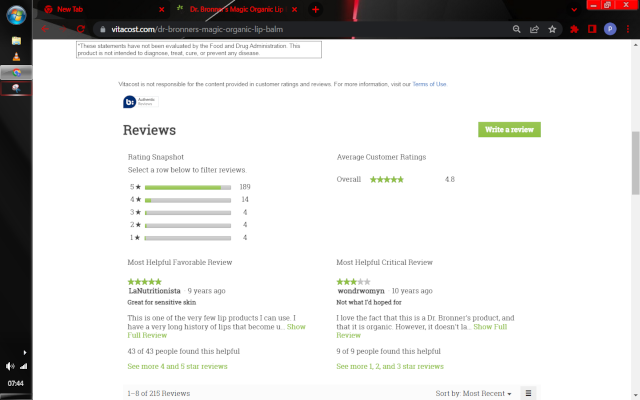 New Tab
Dr. Bronner's Magic Organic Lip
vitacost.com/dr-bronners-magic-organic-lip-balm
P
*These statements have not been evaluated by the Food and Drug Administration. This
product is not intended to diagnose, treat, cure, or prevent any disease.
Vitacost is not responsible for the content provided in customer ratings and reviews. For more information, visit our Terms of Use.
b:
Authentic
Reviews
Reviews
Write a review
Rating Snapshot
Average Customer Ratings
Select a row below to filter reviews.
Overall ★★★★★ 4.8
5★ 189
4★ 14
3★ 4
2★ 4
1★ 4
Most Helpful Favorable Review
★★★★★
LaNutritionista · 9 years ago
Great for sensitive skin
This is one of the very few lip products I can use. I
have a very long history of lips that become u... Show
Full Review
43 of 43 people found this helpful
See more 4 and 5 star reviews
Most Helpful Critical Review
★★★★★
wondrwomyn · 10 years ago
Not what I'd hoped for
I love the fact that this is a Dr. Bronner's product, and
that it is organic. However, it doesn't la... Show
Full Review
9 of 9 people found this helpful
See more 1, 2, and 3 star reviews
1–8 of 215 Reviews
Sort by: Most Recent
07:44